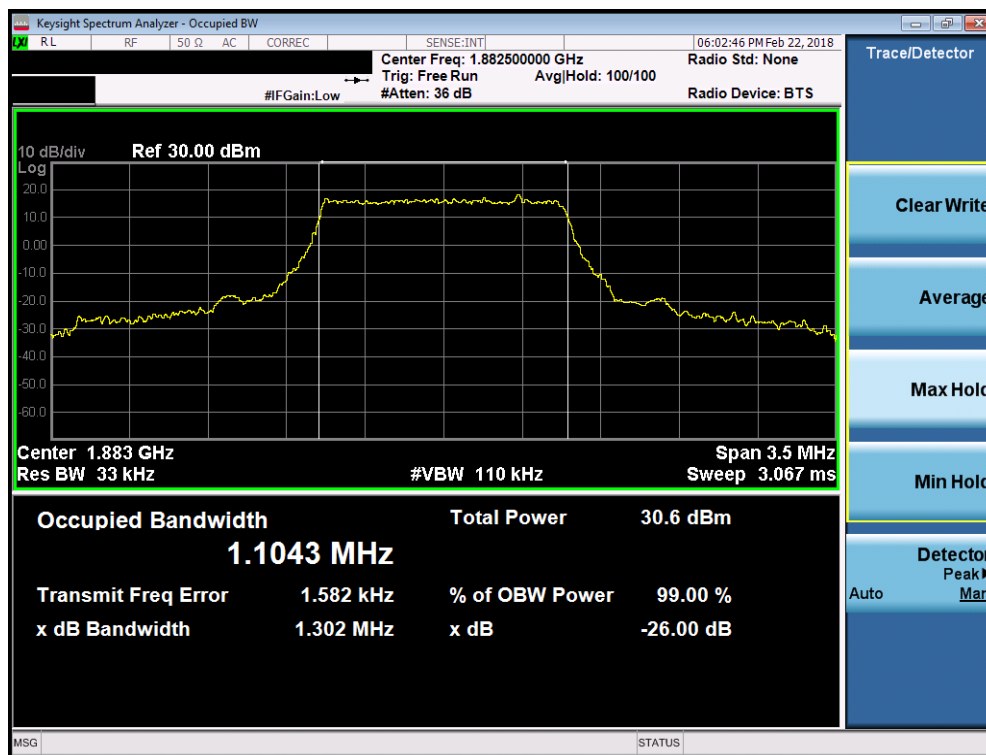 Keysight Spectrum Analyzer - Occupied BW
LXI RL RF 50 Ω AC CORREC SENSE:INT 06:02:46 PM Feb 22, 2018
Center Freq: 1.882500000 GHz Radio Std: None
Trig: Free Run Avg|Hold: 100/100
#IFGain:Low #Atten: 36 dB Radio Device: BTS
10 dB/div Ref 30.00 dBm
Log
20.0
10.0
0.00
-10.0
-20.0
-30.0
-40.0
-50.0
-60.0
Center 1.883 GHz Span 3.5 MHz
Res BW 33 kHz #VBW 110 kHz Sweep 3.067 ms
Occupied Bandwidth Total Power 30.6 dBm
1.1043 MHz
Transmit Freq Error 1.582 kHz % of OBW Power 99.00 %
x dB Bandwidth 1.302 MHz x dB -26.00 dB
MSG STATUS
Trace/Detector
Clear Write
Average
Max Hold
Min Hold
Detector
Peak
Auto Man